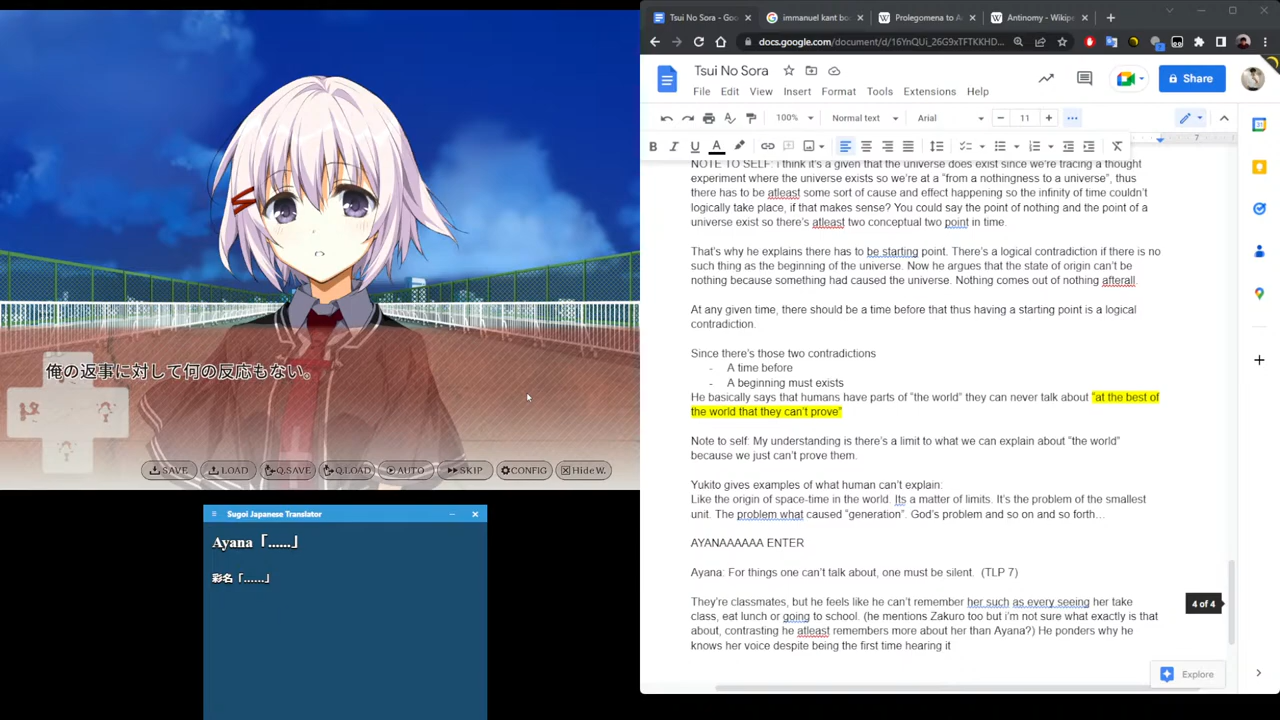 俺の返事に対して何の反応もない。
SAVE
LOAD
Q.SAVE
Q.LOAD
AUTO
SKIP
CONFIG
Hide W.
Sugoi Japanese Translator
Ayana「......」
彩名「......」
Tsui No Sora - Goo
immanuel kant bo
Prolegomena to A
Antinomy - Wikipe
docs.google.com/document/d/16YnQUi_26G9xTFTKKHD...
Tsui No Sora
Share
File Edit View Insert Format Tools Extensions Help
100% Normal text Arial 11
7
NOTE TO SELF: i think it's a given that the universe does exist since we're tracing a thought
experiment where the universe exists so we're at a "from a nothingness to a universe", thus
there has to be atleast some sort of cause and effect happening so the infinity of time couldn't
logically take place, if that makes sense? You could say the point of nothing and the point of a
universe exist so there's atleast two conceptual two point in time.
That's why he explains there has to be starting point. There's a logical contradiction if there is no
such thing as the beginning of the universe. Now he argues that the state of origin can't be
nothing because something had caused the universe. Nothing comes out of nothing afterall.
At any given time, there should be a time before that thus having a starting point is a logical
contradiction.
Since there's those two contradictions
- A time before
- A beginning must exists
He basically says that humans have parts of "the world" they can never talk about "at the best of
the world that they can't prove"
Note to self: My understanding is there's a limit to what we can explain about "the world"
because we just can't prove them.
Yukito gives examples of what human can't explain:
Like the origin of space-time in the world. Its a matter of limits. It's the problem of the smallest
unit. The problem what caused "generation". God's problem and so on and so forth…
AYANAAAAAA ENTER
Ayana: For things one can't talk about, one must be silent. (TLP 7)
They're classmates, but he feels like he can't remember her such as every seeing her take
class, eat lunch or going to school. (he mentions Zakuro too but i'm not sure what exactly is that
about, contrasting he atleast remembers more about her than Ayana?) He ponders why he
knows her voice despite being the first time hearing it
4 of 4
Explore